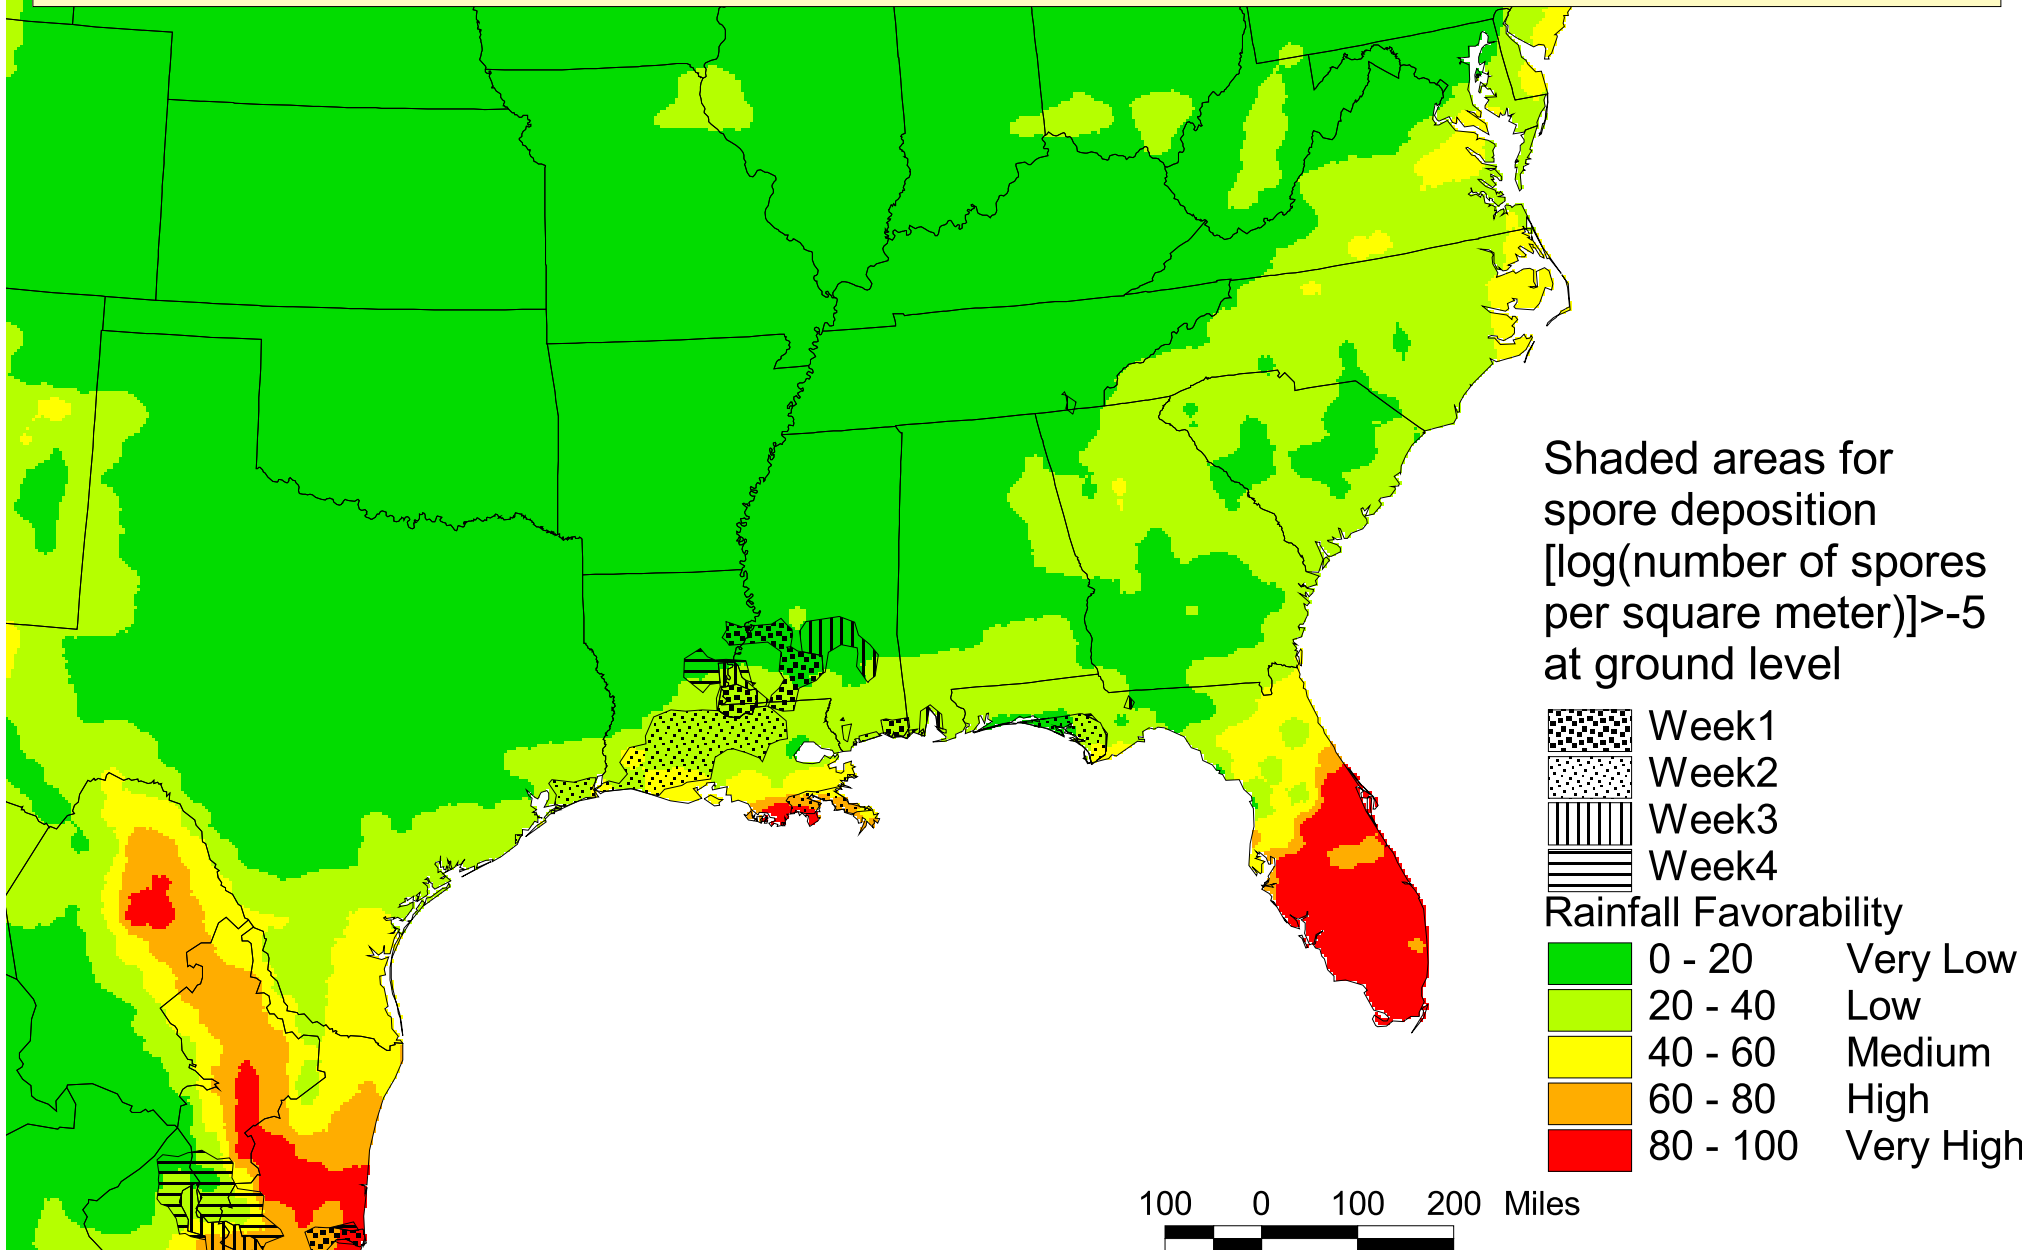 Shaded areas for
spore deposition
[log(number of spores
per square meter)]>-5
at ground level
Week1
Week2
Week3
Week4
Rainfall Favorability
0 - 20 Very Low
20 - 40 Low
40 - 60 Medium
60 - 80 High
80 - 100 Very High
100 0 100 200 Miles